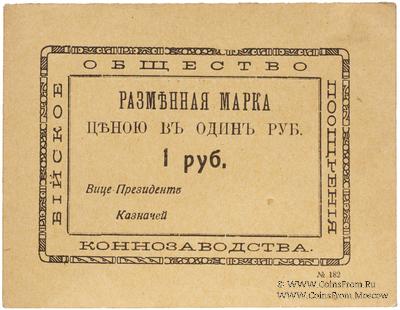 БІЙСКОЕ
ОБЩЕСТВО
ПООЩРЕНІЯ
КОННОЗАВОДСТВА.
РАЗМѢННАЯ МАРКА
ЦѢНОЮ ВЪ ОДИНЪ РУБ.
1 руб.
Вице-Президентъ
Казначей
№ 182
© WWW.CoinsFrom.Ru
WWW.CoinsFrom.Com